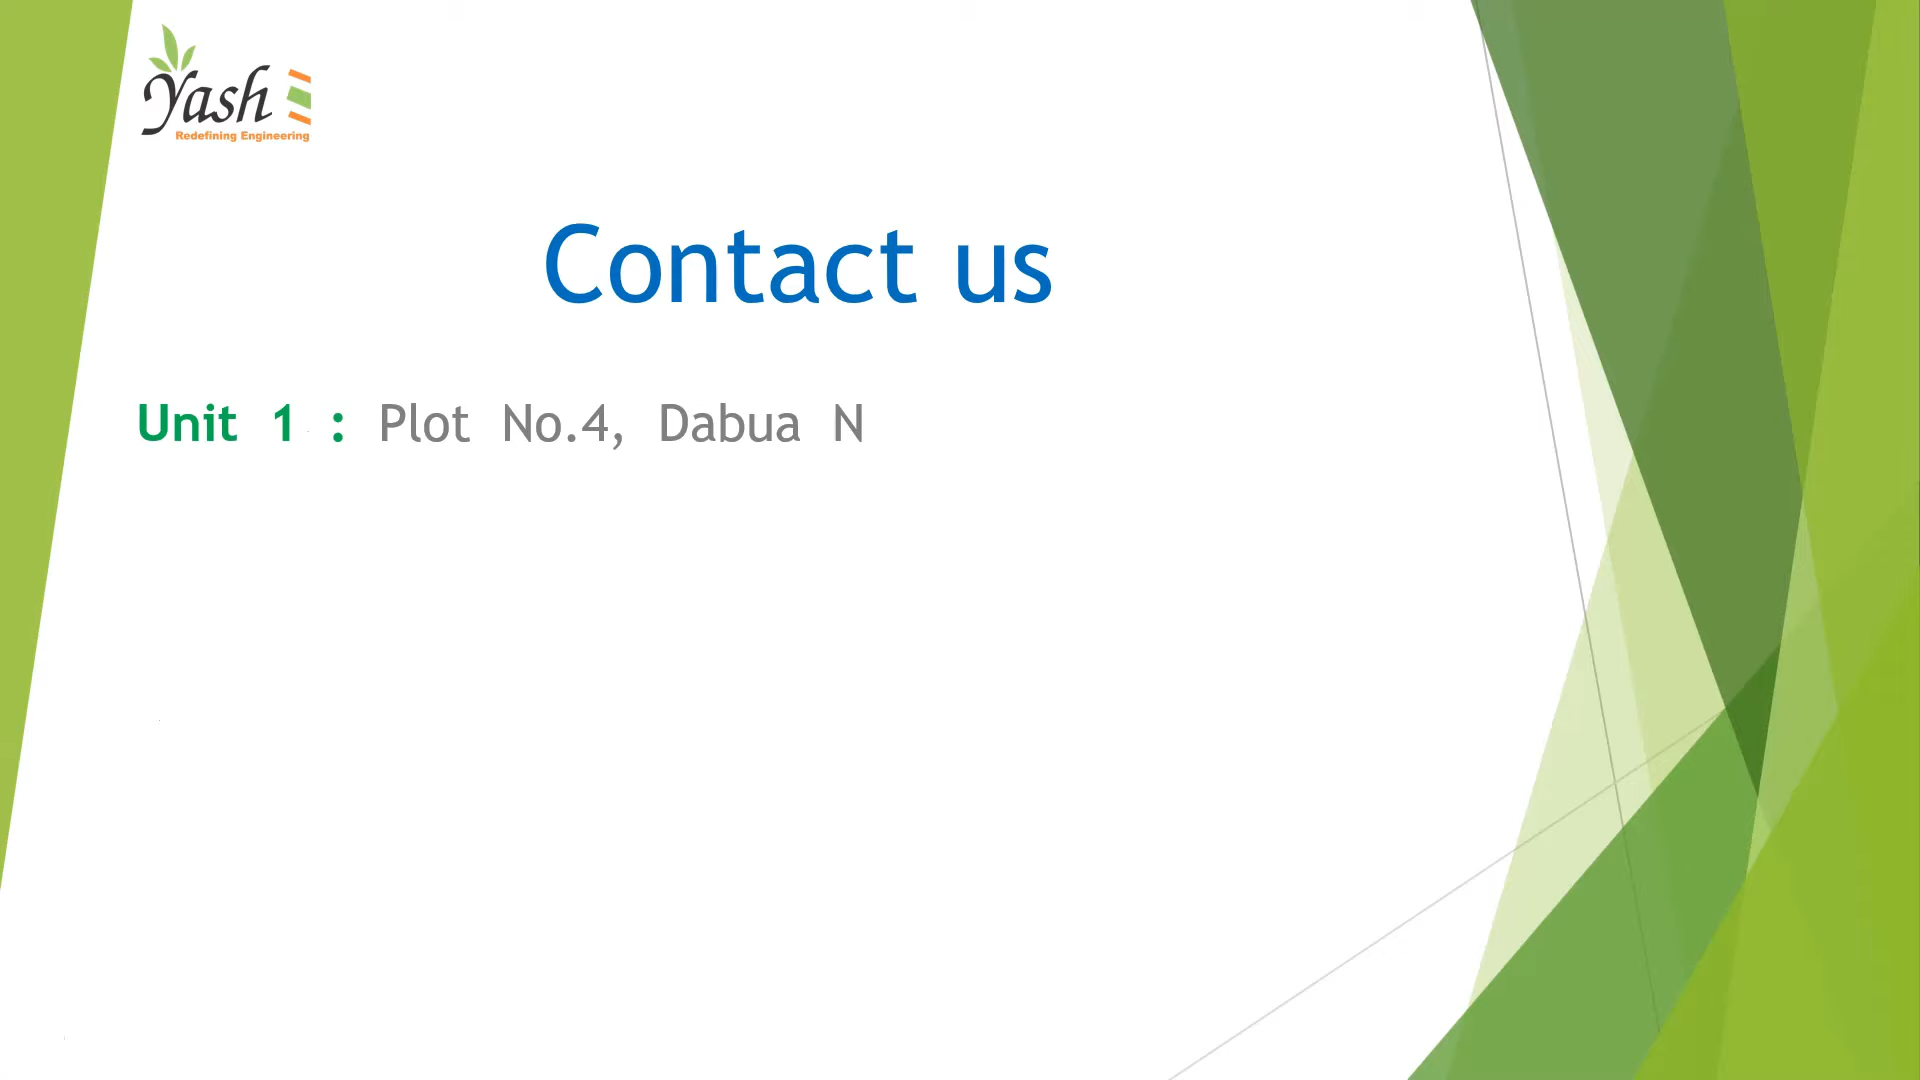 Yash
Redefining Engineering
Contact us
Unit 1 : Plot No.4, Dabua N